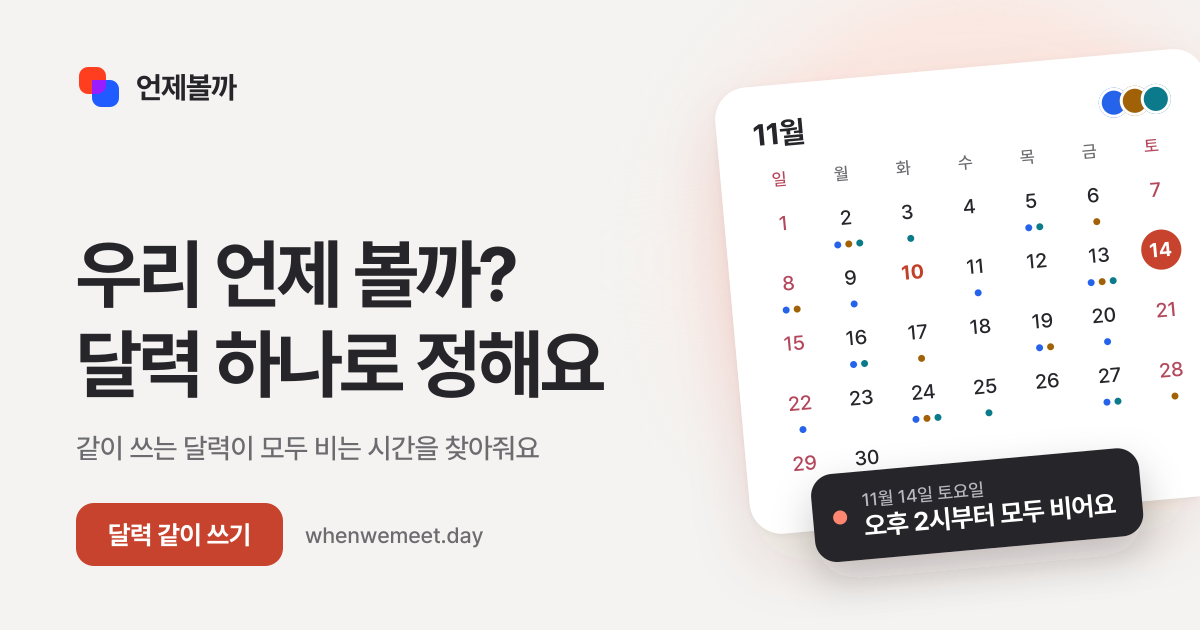 언제볼까
우리 언제 볼까?
달력 하나로 정해요
같이 쓰는 달력이 모두 비는 시간을 찾아줘요
달력 같이 쓰기
whenwemeet.day
11월
일 월 화 수 목 금 토
1 2 3 4 5 6 7
8 9 10 11 12 13 14
15 16 17 18 19 20 21
22 23 24 25 26 27 28
29 30
11월 14일 토요일
오후 2시부터 모두 비어요